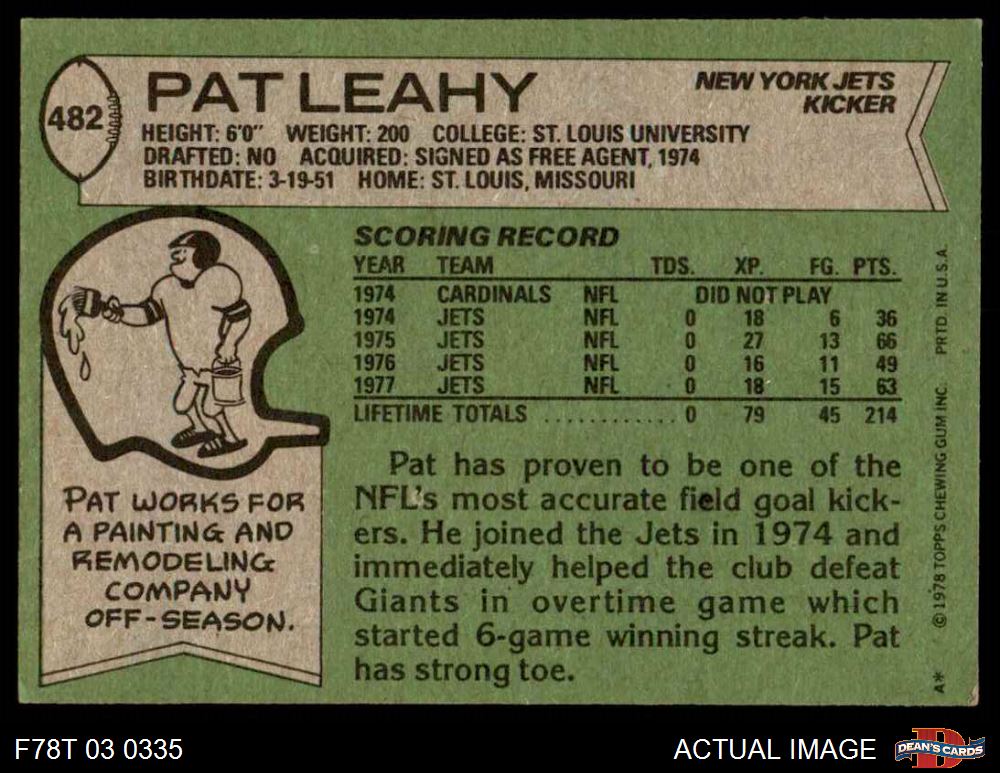 482
PAT LEAHY
NEW YORK JETS
KICKER
HEIGHT: 6'0" WEIGHT: 200 COLLEGE: ST. LOUIS UNIVERSITY
DRAFTED: NO ACQUIRED: SIGNED AS FREE AGENT, 1974
BIRTHDATE: 3-19-51 HOME: ST. LOUIS, MISSOURI
SCORING RECORD
YEAR TEAM TDS. XP. FG. PTS.
1974 CARDINALS NFL DID NOT PLAY
1974 JETS NFL 0 18 6 36
1975 JETS NFL 0 27 13 66
1976 JETS NFL 0 16 11 49
1977 JETS NFL 0 18 15 63
LIFETIME TOTALS ............ 0 79 45 214
PAT WORKS FOR
A PAINTING AND
REMODELING
COMPANY
OFF-SEASON.
Pat has proven to be one of the
NFL's most accurate field goal kick-
ers. He joined the Jets in 1974 and
immediately helped the club defeat
Giants in overtime game which
started 6-game winning streak. Pat
has strong toe.
A* © 1978 TOPPS CHEWING GUM INC. PRTD. IN U.S.A
F78T 03 0335
ACTUAL IMAGE
D
DEAN'S CARDS